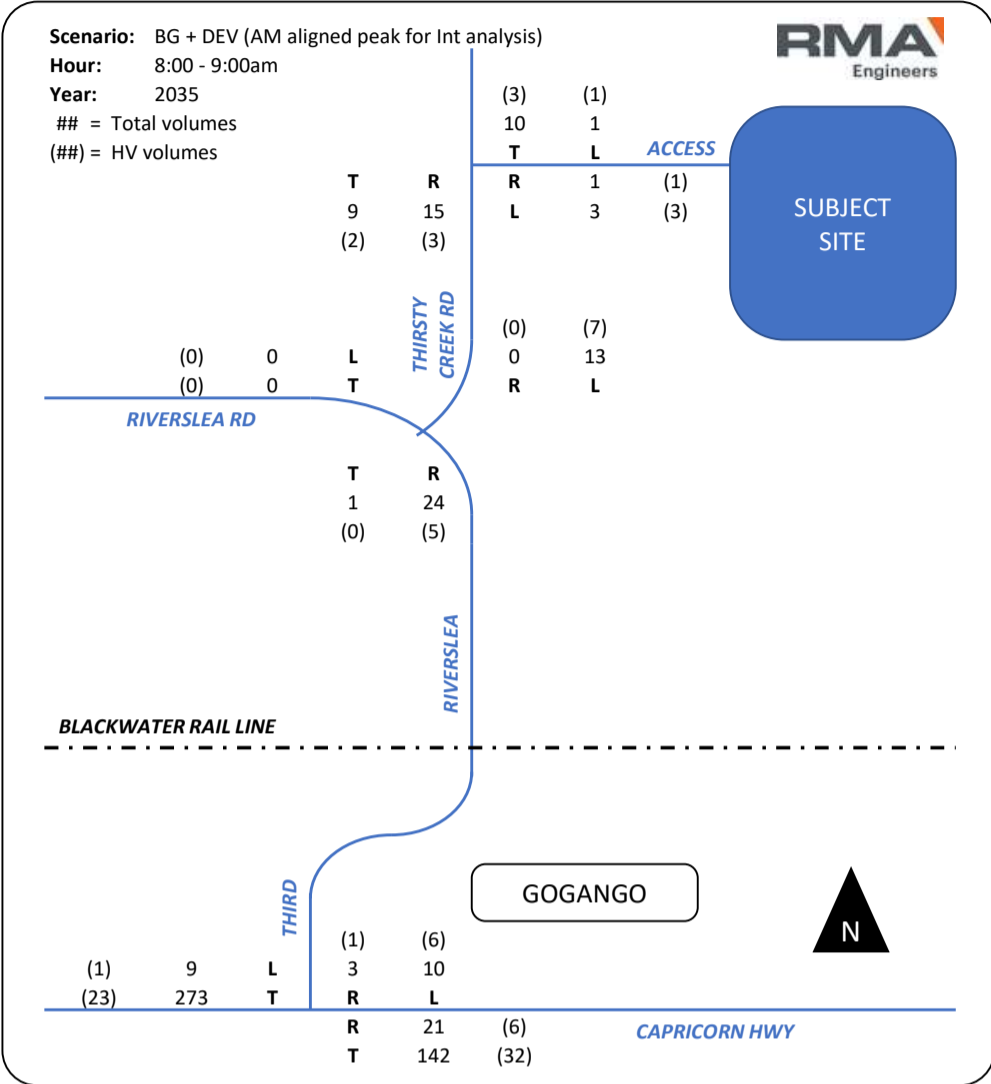 Scenario: BG + DEV (AM aligned peak for Int analysis)
Hour: 8:00 - 9:00am
Year: 2035
## = Total volumes
(##) = HV volumes
RMA
Engineers
(3) (1)
10 1
T L ACCESS
T R R 1 (1)
9 15 L 3 (3)
(2) (3)
SUBJECT
SITE
THIRSTY
CREEK RD
(0) (7)
(0) 0 L 0 13
(0) 0 T R L
RIVERSLEA RD
T R
1 24
(0) (5)
RIVERSLEA
BLACKWATER RAIL LINE
GOGANGO
N
THIRD
(1) (6)
(1) 9 L 3 10
(23) 273 T R L
R 21 (6) CAPRICORN HWY
T 142 (32)